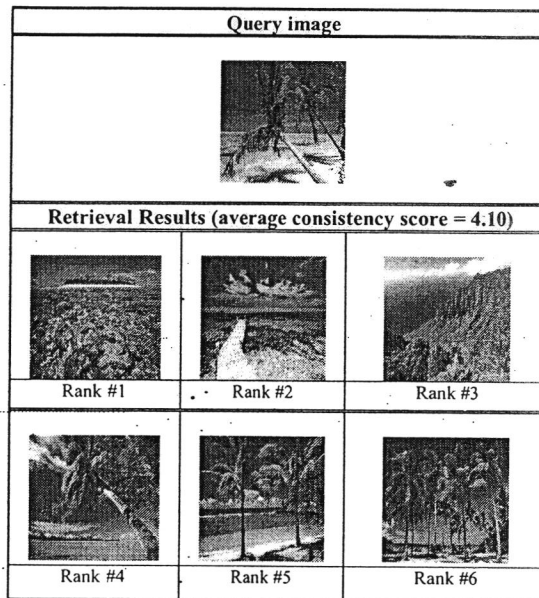 Query image
Retrieval Results (average consistency score = 4.10)
Rank #1
Rank #2
Rank #3
Rank #4
Rank #5
Rank #6